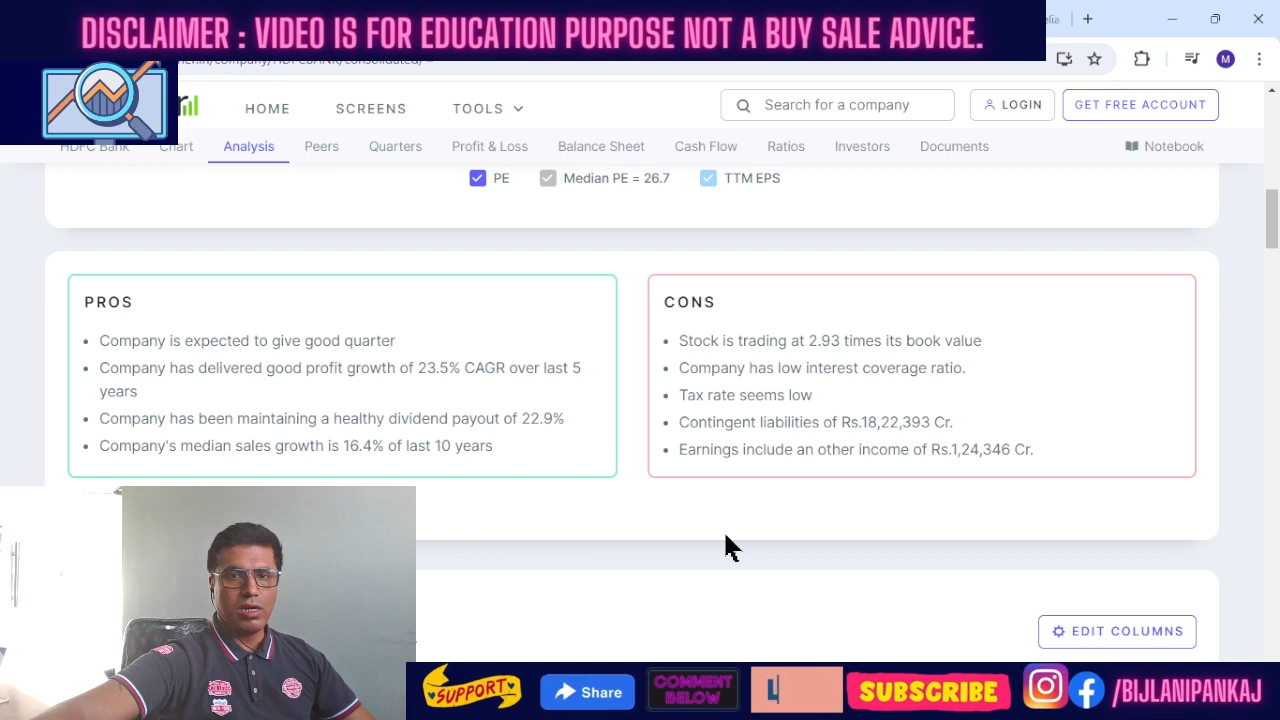 DISCLAIMER : VIDEO IS FOR EDUCATION PURPOSE NOT A BUY SALE ADVICE.
HOME SCREENS TOOLS Search for a company LOGIN GET FREE ACCOUNT
HDFC Bank Chart Analysis Peers Quarters Profit & Loss Balance Sheet Cash Flow Ratios Investors Documents Notebook
PE Median PE = 26.7 TTM EPS
PROS
Company is expected to give good quarter
Company has delivered good profit growth of 23.5% CAGR over last 5
years
Company has been maintaining a healthy dividend payout of 22.9%
Company's median sales growth is 16.4% of last 10 years
CONS
Stock is trading at 2.93 times its book value
Company has low interest coverage ratio.
Tax rate seems low
Contingent liabilities of Rs.18,22,393 Cr.
Earnings include an other income of Rs.1,24,346 Cr.
EDIT COLUMNS
SUPPORT Share COMMENT BELOW SUBSCRIBE /BIJLANIPANKAJ